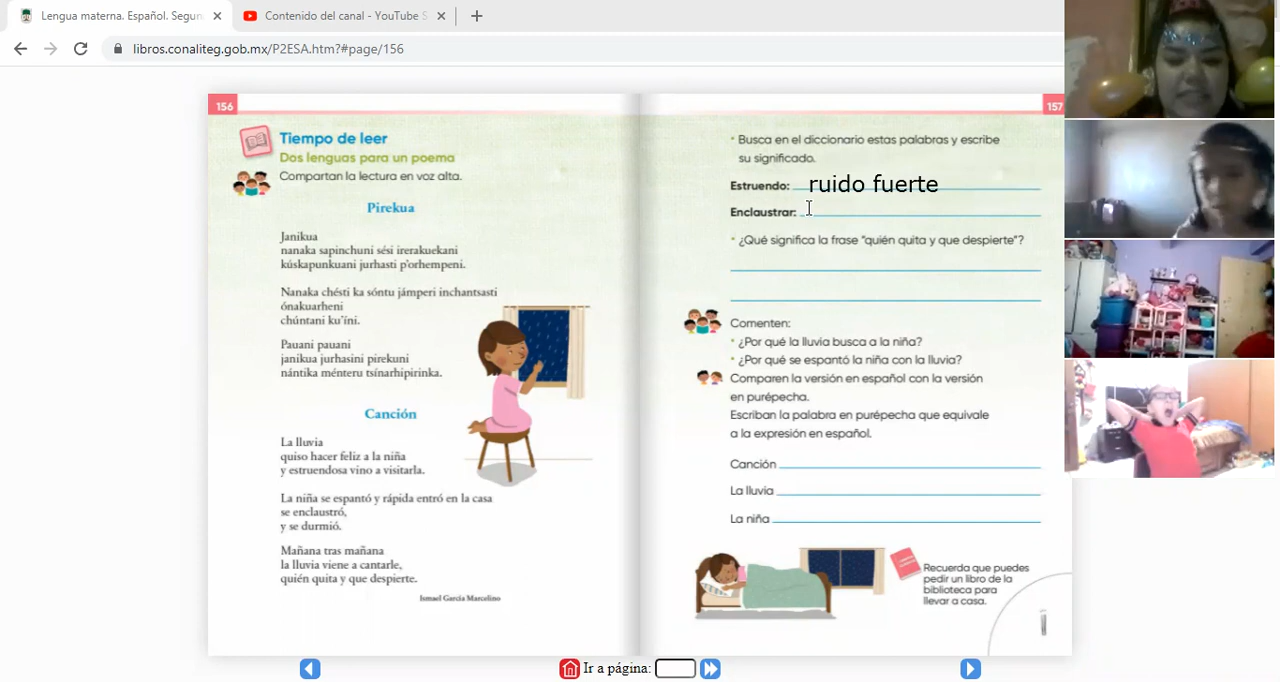 Lengua materna. Español. Segun
Contenido del canal - YouTube S
libros.conaliteg.gob.mx/P2ESA.htm?#page/156
156
Tiempo de leer
Dos lenguas para un poema
Compartan la lectura en voz alta.
Pirekua
Janikua
nanaka sapinchuni sési irerakuekani
kúskapunkuani jurhasti p'orhempeni.
Nanaka chésti ka sóntu jámperi inchantsasti
ónakuarheni
chúntani ku'íni.
Pauani pauani
janikua jurhasini pirekuni
nántika ménteru tsínarhipirinka.
Canción
La lluvia
quiso hacer feliz a la niña
y estruendosa vino a visitarla.
La niña se espantó y rápida entró en la casa
se enclaustró,
y se durmió.
Mañana tras mañana
la lluvia viene a cantarle,
quién quita y que despierte.
Ismael García Marcelino
157
• Busca en el diccionario estas palabras y escribe
su significado.
Estruendo: ruido fuerte
Enclaustrar:
• ¿Qué significa la frase "quién quita y que despierte"?
Comenten:
• ¿Por qué la lluvia busca a la niña?
• ¿Por qué se espantó la niña con la lluvia?
Comparen la versión en español con la versión
en purépecha.
Escriban la palabra en purépecha que equivale
a la expresión en español.
Canción
La lluvia
La niña
Recuerda que puedes
pedir un libro de la
biblioteca para
llevar a casa.
Ir a página: